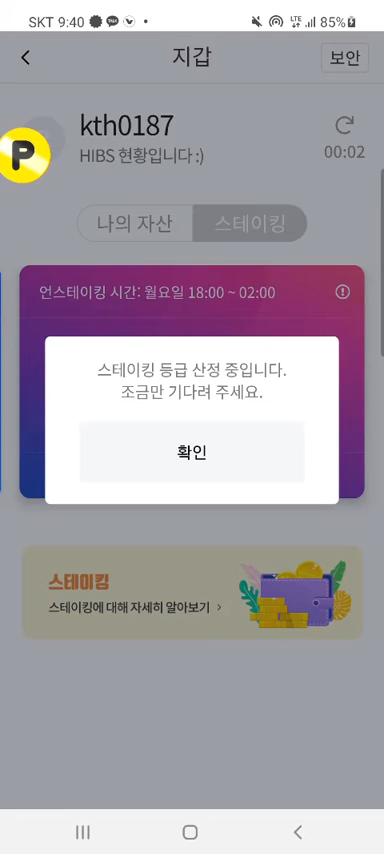 SKT 9:40 TALK • LTE 85%
지갑
보안
P
kth0187
HIBS 현황입니다 :)
00:02
나의 자산
스테이킹
언스테이킹 시간: 월요일 18:00 ~ 02:00
스테이킹 등급 산정 중입니다.
조금만 기다려 주세요.
확인
스테이킹
스테이킹에 대해 자세히 알아보기 >